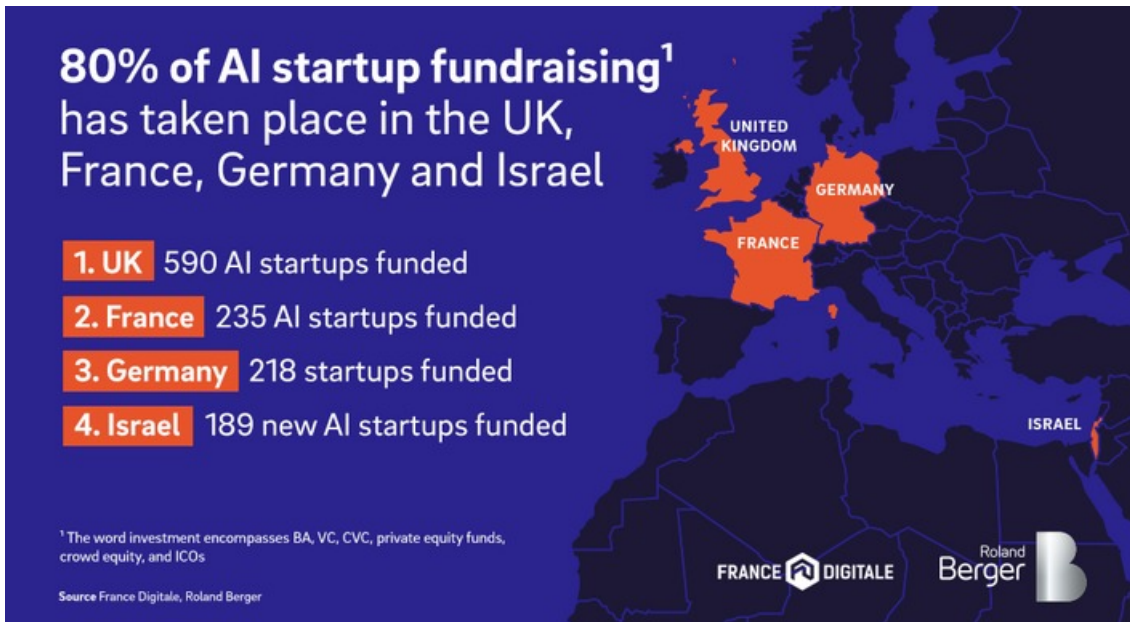 80% of AI startup fundraising¹
has taken place in the UK,
France, Germany and Israel
1. UK 590 AI startups funded
2. France 235 AI startups funded
3. Germany 218 startups funded
4. Israel 189 new AI startups funded
¹ The word investment encompasses BA, VC, CVC, private equity funds,
crowd equity, and ICOs
Source France Digitale, Roland Berger
UNITED
KINGDOM
GERMANY
FRANCE
ISRAEL
FRANCE DIGITALE
Roland
Berger
B